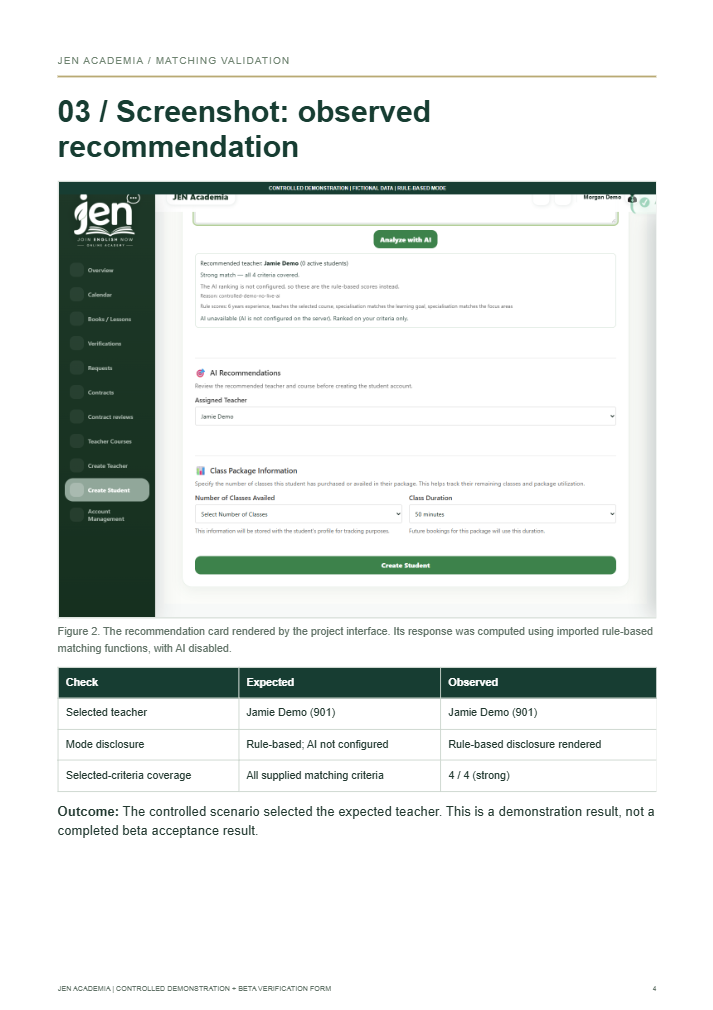 JEN ACADEMIA / MATCHING VALIDATION
03 / Screenshot: observed
recommendation
CONTROLLED DEMONSTRATION | FICTIONAL DATA | RULE-BASED MODE
jen
JOIN ENGLISH NOW
ONLINE ACADEMY
JEN Academia
Morgan Demo
Overview
Calendar
Books / Lessons
Verifications
Requests
Contracts
Contract reviews
Teacher Courses
Create Teacher
Create Student
Account
Management
Analyze with AI
Recommended teacher: Jamie Demo (0 active students)
Strong match — all 4 criteria covered.
The AI ranking is not configured, so these are the rule-based scores instead.
Reason: controlled-demo-no-live-ai
Rule scores: 6 years experience, teaches the selected course, specialisation matches the learning goal, specialisation matches the focus areas
AI unavailable (AI is not configured on the server). Ranked on your criteria only.
AI Recommendations
Review the recommended teacher and course before creating the student account.
Assigned Teacher
Jamie Demo
Class Package Information
Specify the number of classes this student has purchased or availed in their package. This helps track their remaining classes and package utilization.
Number of Classes Availed
Class Duration
Select Number of Classes
50 minutes
This information will be stored with the student's profile for tracking purposes.
Future bookings for this package will use this duration.
Create Student
Figure 2. The recommendation card rendered by the project interface. Its response was computed using imported rule-based
matching functions, with AI disabled.
Check Expected Observed
Selected teacher Jamie Demo (901) Jamie Demo (901)
Mode disclosure Rule-based; AI not configured Rule-based disclosure rendered
Selected-criteria coverage All supplied matching criteria 4 / 4 (strong)
Outcome: The controlled scenario selected the expected teacher. This is a demonstration result, not a
completed beta acceptance result.
JEN ACADEMIA | CONTROLLED DEMONSTRATION + BETA VERIFICATION FORM
4